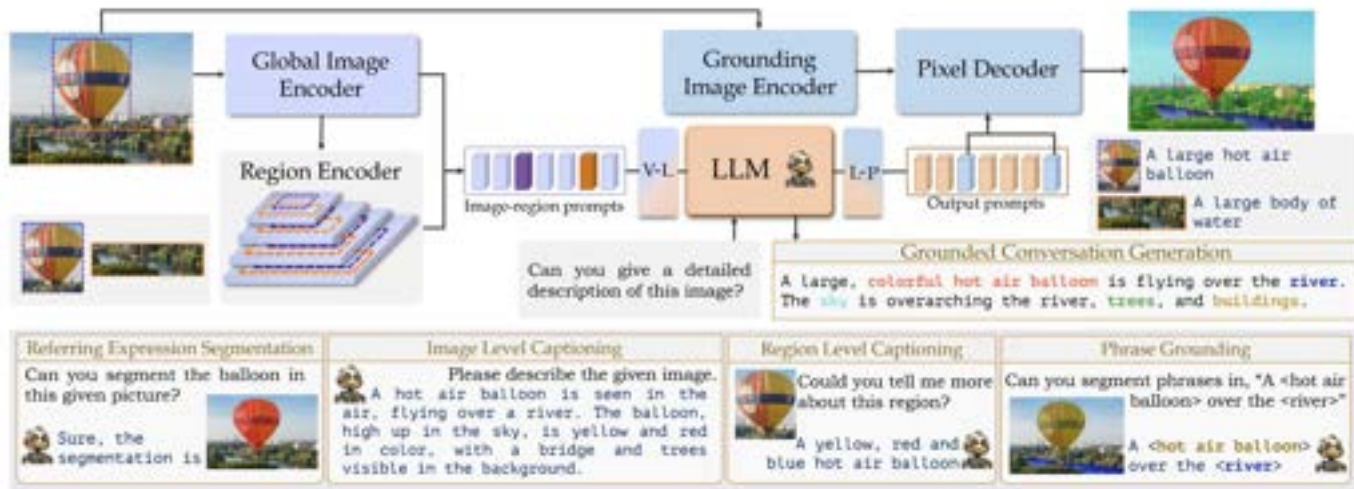 Global Image
Encoder
Grounding
Image Encoder
Pixel Decoder
Region Encoder
Image-region prompts
V-L
LLM
L-P
Output prompts
A large hot air
balloon
A large body of
water
Can you give a detailed
description of this image?
Grounded Conversation Generation
A large, colorful hot air balloon is flying over the river.
The sky is overarching the river, trees, and buildings.
Referring Expression Segmentation
Can you segment the balloon in
this given picture?
Sure, the
segmentation is
Image Level Captioning
Please describe the given image.
A hot air balloon is seen in the
air, flying over a river. The balloon,
high up in the sky, is yellow and red
in color, with a bridge and trees
visible in the background.
Region Level Captioning
Could you tell me more
about this region?
A yellow, red and
blue hot air balloon
Phrase Grounding
Can you segment phrases in, "A <hot air
balloon> over the <river>"
A <hot air balloon>
over the <river>